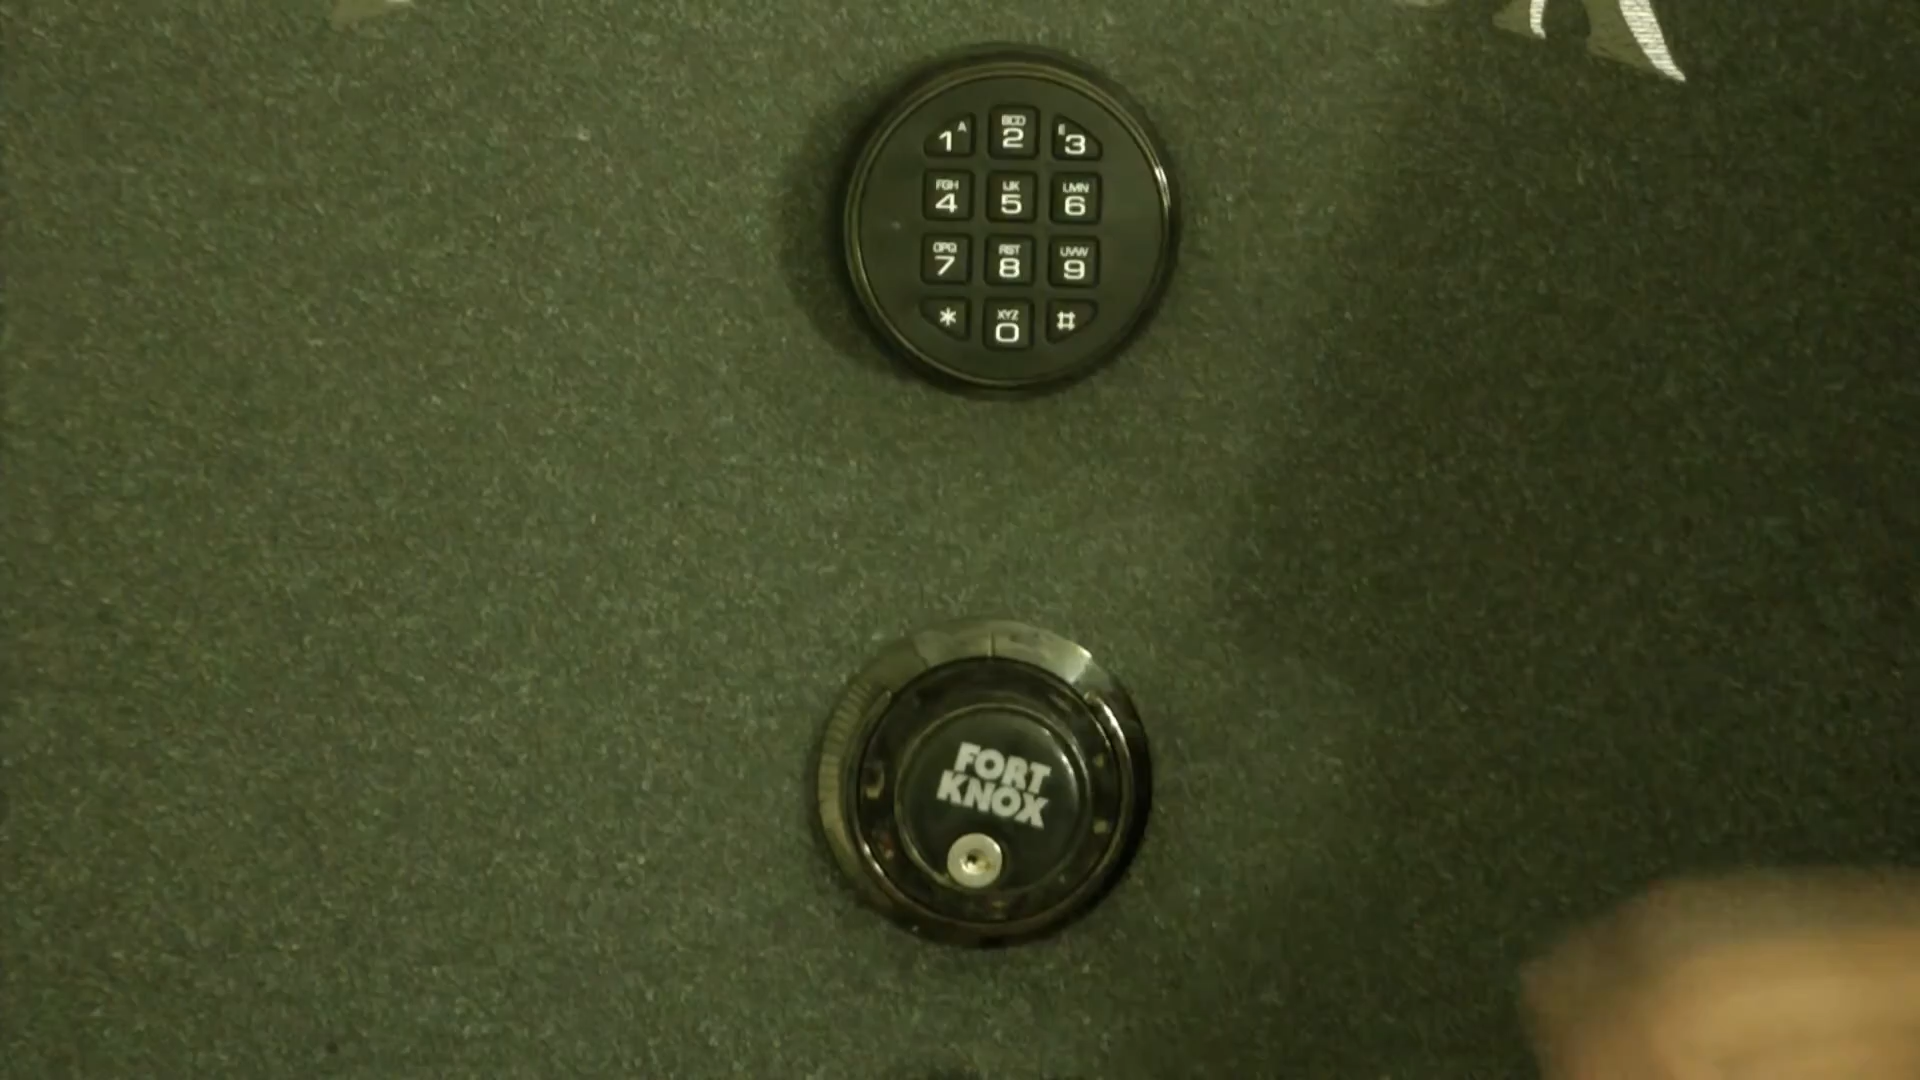 1 A
BCD
2
E 3
FGH
4
IJK
5
LMN
6
OPQ
7
RST
8
UVW
9
*
XYZ
0
#
FORT
KNOX